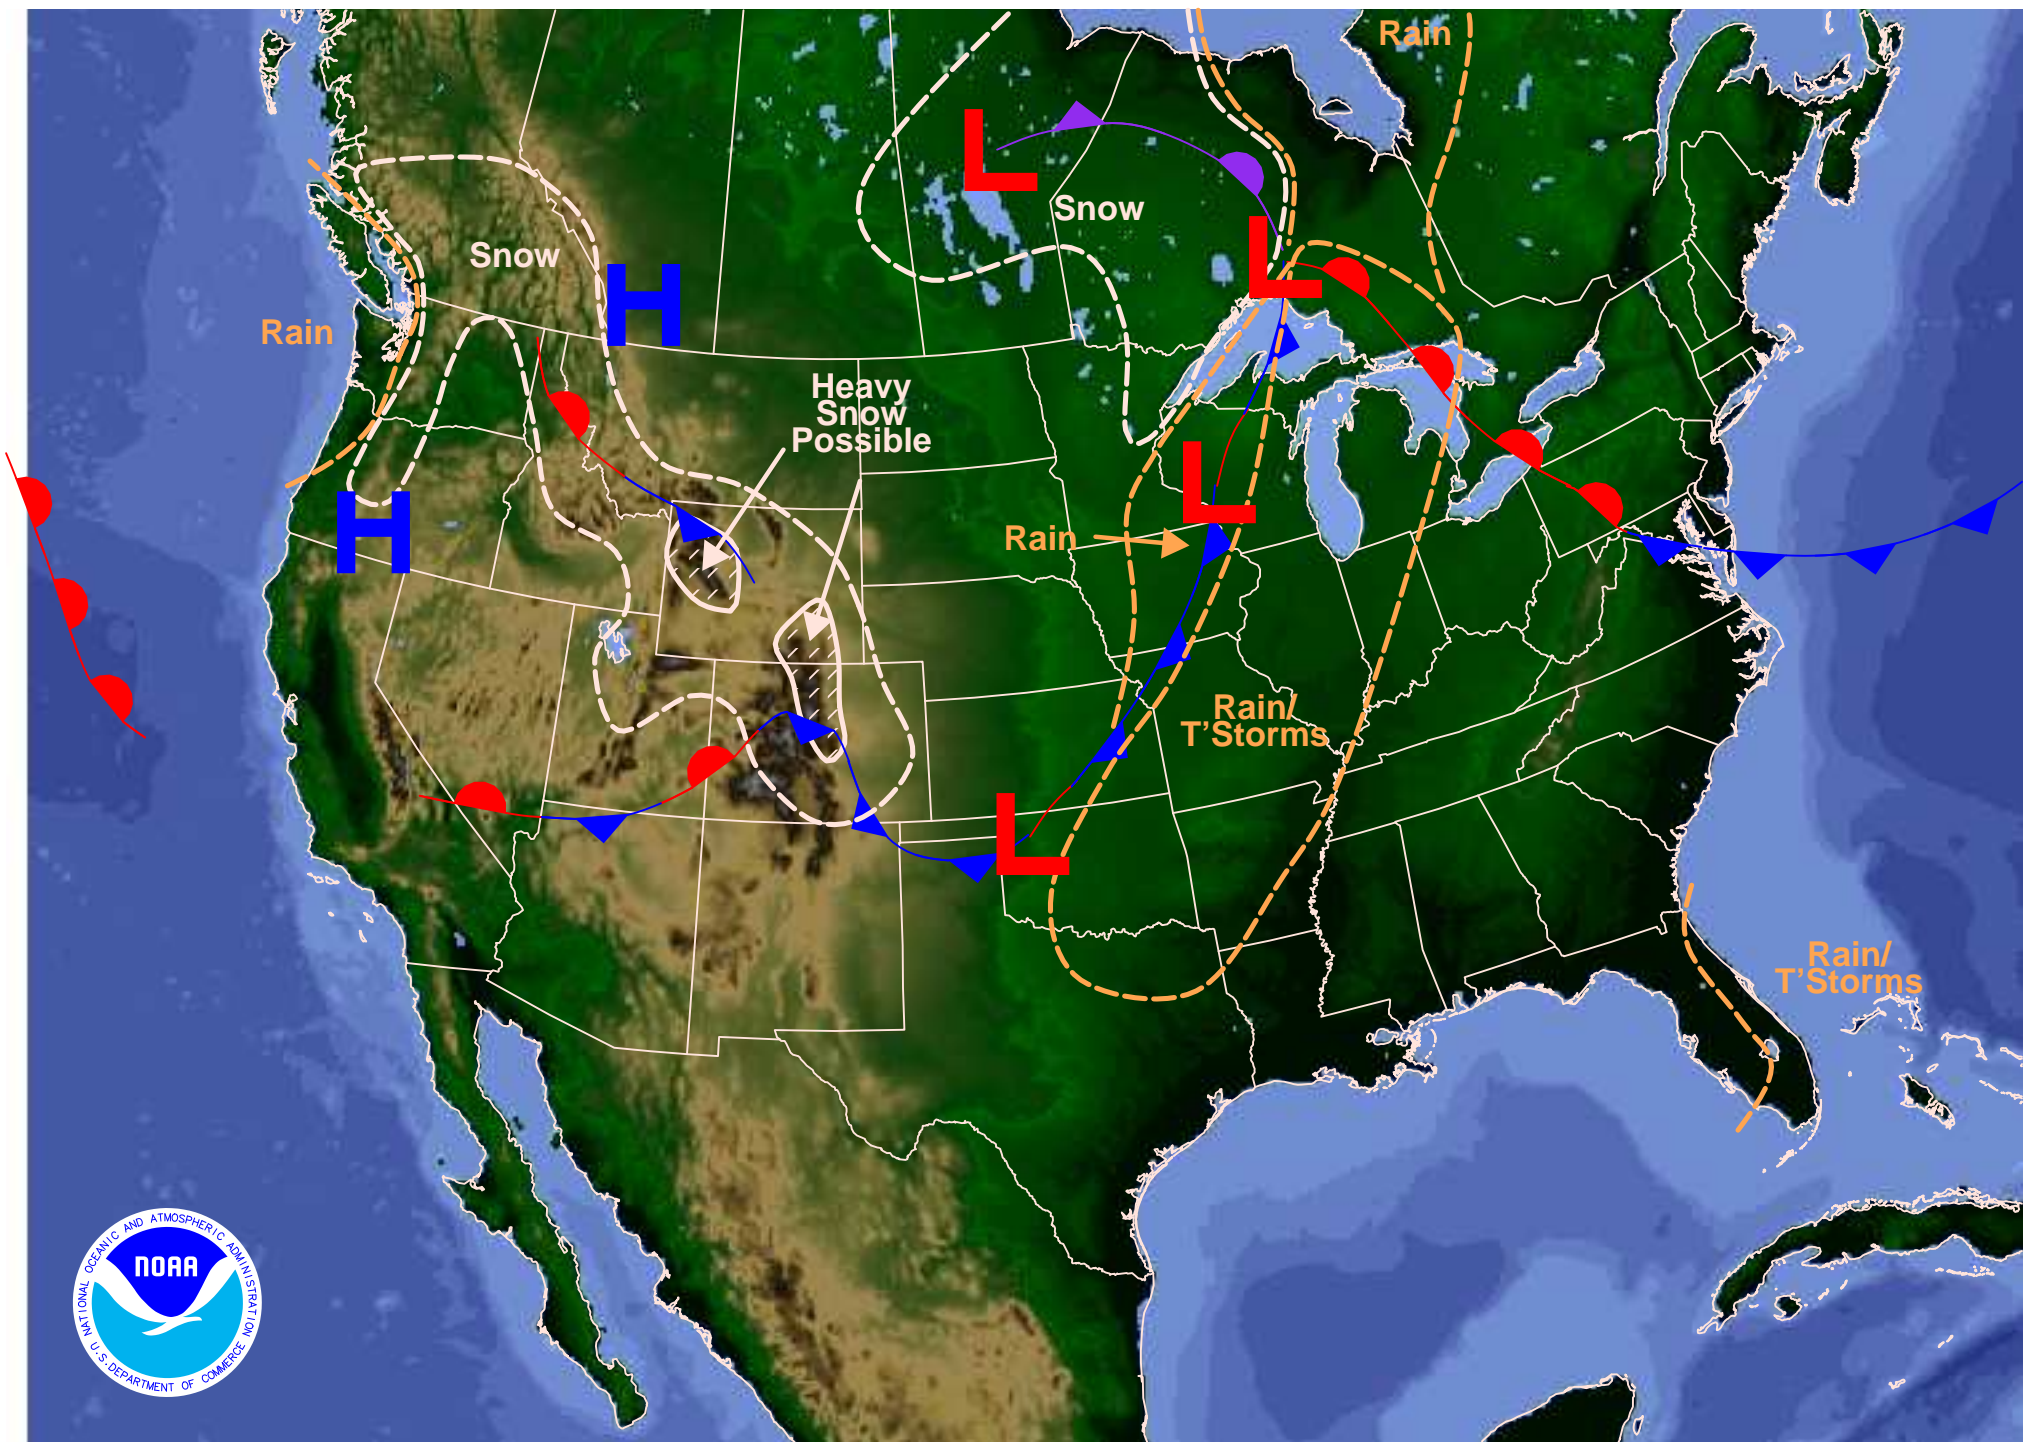 Rain
L
Snow
L
Snow
H
Rain
Heavy
Snow
Possible
L
H
Rain
Rain/
T'Storms
L
Rain/
T'Storms
NATIONAL OCEANIC AND ATMOSPHERIC ADMINISTRATION
NOAA
U.S. DEPARTMENT OF COMMERCE